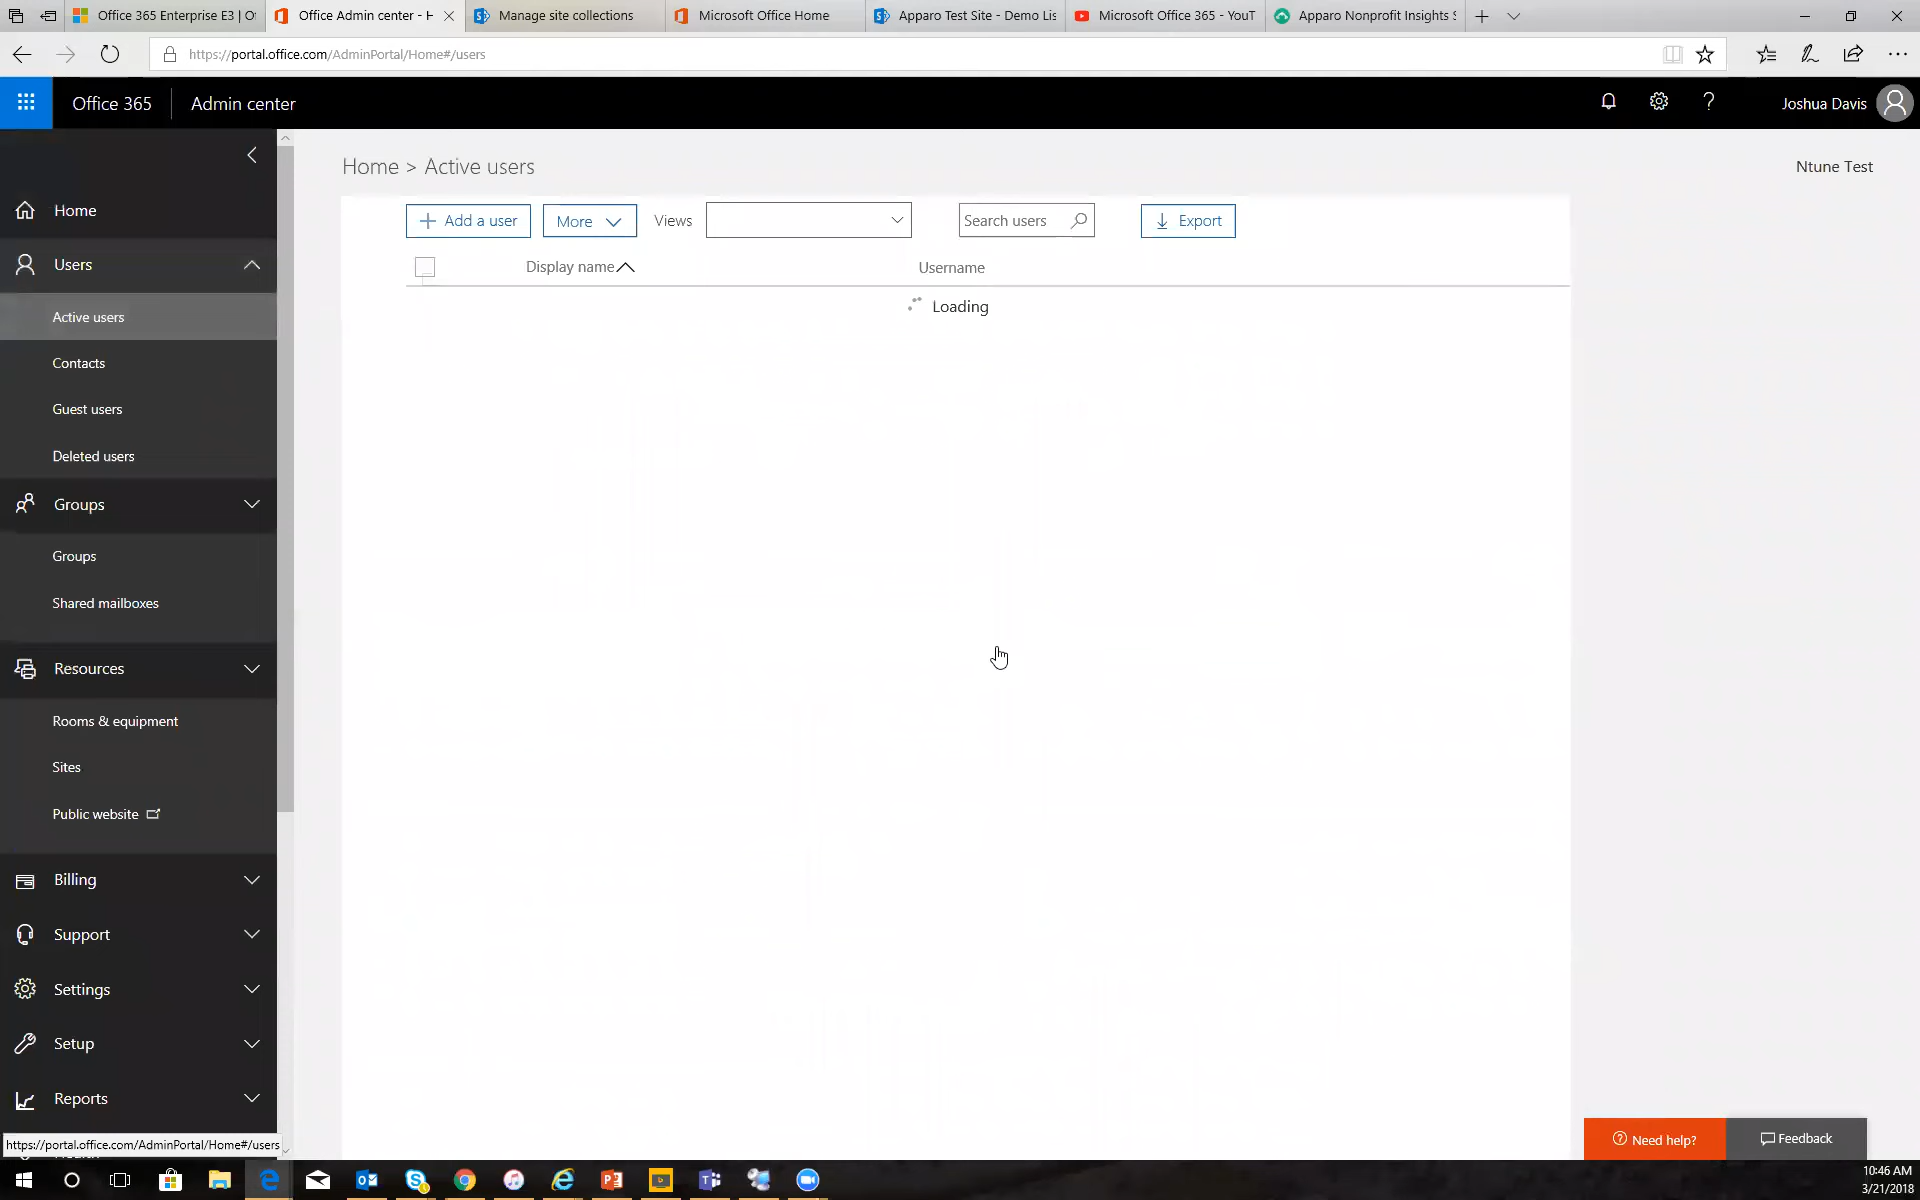 Office 365 Enterprise E3 | Of
Office Admin center - H
Manage site collections
Microsoft Office Home
Apparo Test Site - Demo Lis
Microsoft Office 365 - YouT
Apparo Nonprofit Insights S
https://portal.office.com/AdminPortal/Home#/users
Office 365
Admin center
Joshua Davis
Home > Active users
Ntune Test
Home
Users
Active users
Contacts
Guest users
Deleted users
Groups
Groups
Shared mailboxes
Resources
Rooms & equipment
Sites
Public website
Billing
Support
Settings
Setup
Reports
Add a user
More
Views
Search users
Export
Display name
Username
Loading
https://portal.office.com/AdminPortal/Home#/users
Need help?
Feedback
10:46 AM
3/21/2018